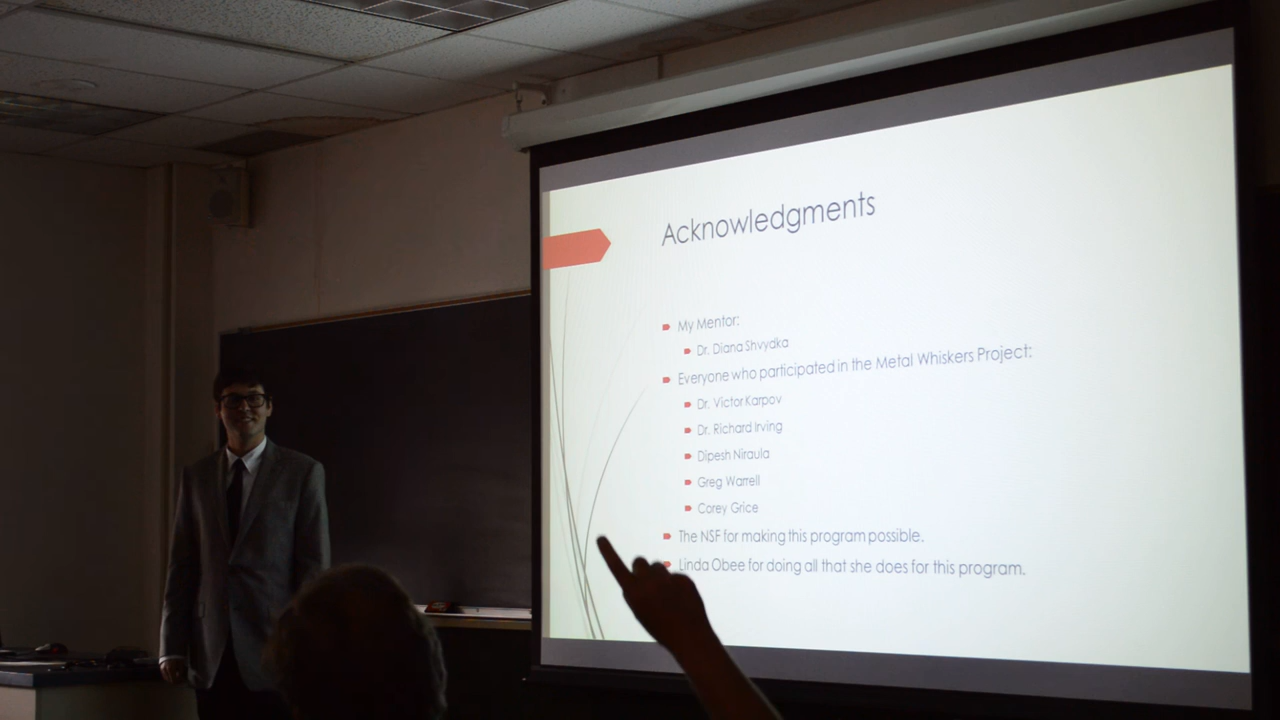 Acknowledgments
My Mentor:
Dr. Diana Shvydka
Everyone who participated in the Metal Whiskers Project:
Dr. Victor Karpov
Dr. Richard Irving
Dipesh Niraula
Greg Warrell
Corey Grice
The NSF for making this program possible.
Linda Obee for doing all that she does for this program.